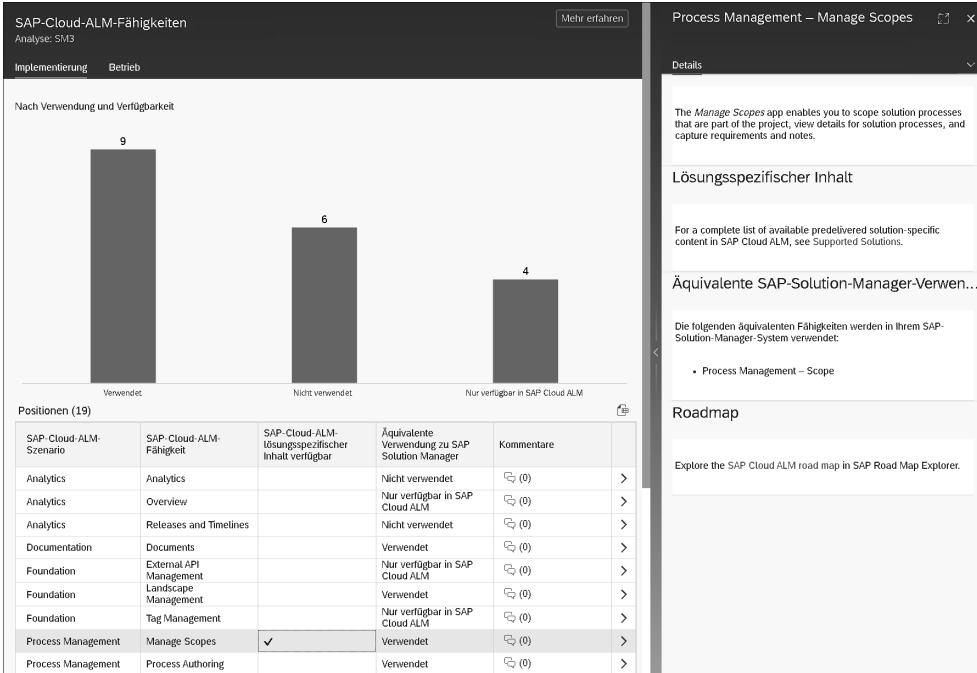 SAP-Cloud-ALM-Fähigkeiten
Mehr erfahren
Analyse: SM3
Implementierung
Betrieb
Nach Verwendung und Verfügbarkeit
9
6
4
Verwendet
Nicht verwendet
Nur verfügbar in SAP Cloud ALM
Positionen (19)
SAP-Cloud-ALM-
Szenario
SAP-Cloud-ALM-
Fähigkeit
SAP-Cloud-ALM-
lösungsspezifischer
Inhalt verfügbar
Äquivalente
Verwendung zu SAP
Solution Manager
Kommentare
Analytics
Analytics
Nicht verwendet
(0)
Analytics
Overview
Nur verfügbar in SAP
Cloud ALM
(0)
Analytics
Releases and Timelines
Nicht verwendet
(0)
Documentation
Documents
Verwendet
(0)
Foundation
External API
Management
Nur verfügbar in SAP
Cloud ALM
(0)
Foundation
Landscape
Management
Verwendet
(0)
Foundation
Tag Management
Nur verfügbar in SAP
Cloud ALM
(0)
Process Management
Manage Scopes
Verwendet
(0)
Process Management
Process Authoring
Verwendet
(0)
Process Management – Manage Scopes
Details
The Manage Scopes app enables you to scope solution processes
that are part of the project, view details for solution processes, and
capture requirements and notes.
Lösungsspezifischer Inhalt
For a complete list of available predelivered solution-specific
content in SAP Cloud ALM, see Supported Solutions.
Äquivalente SAP-Solution-Manager-Verwen...
Die folgenden äquivalenten Fähigkeiten werden in Ihrem SAP-
Solution-Manager-System verwendet:
• Process Management – Scope
Roadmap
Explore the SAP Cloud ALM road map in SAP Road Map Explorer.